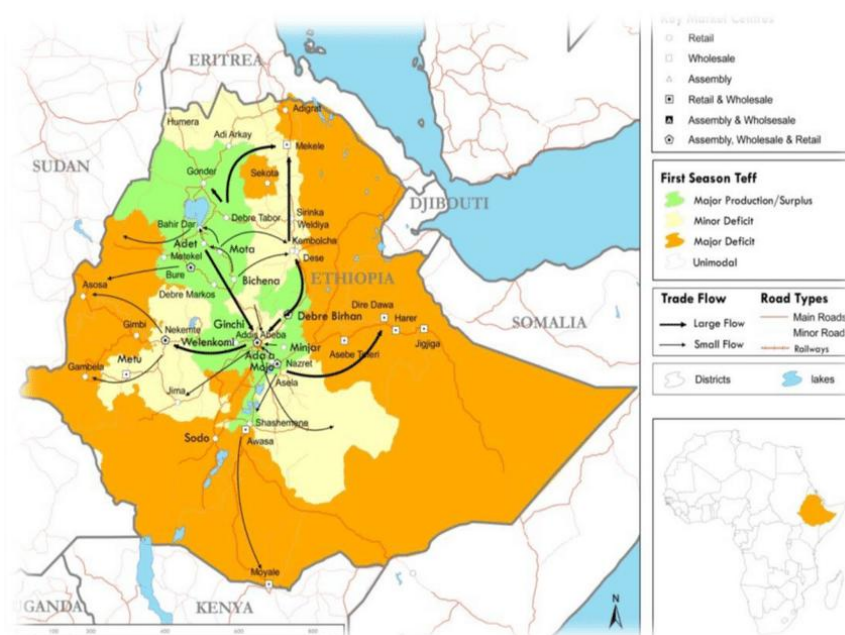 ERITREA
SUDAN
DJIBOUTI
ETHIOPIA
SOMALIA
UGANDA
KENYA
Humera
Adigrat
Adi Arkay
Mekele
Gonder
Sekota
Debre Tabor
Sirinka
Weldiya
Bahir Dar
Kembolcha
Adet
Mota
Dese
Metekel
Bure
Bichena
Asosa
Debre Markos
Dire Dawa
Debre Birhan
Harer
Gimbi
Nekemte
Ginchi
Welenkomi
Addis Abeba
Minjar
Asebe Teferi
Jigjiga
Ada'a
Mojo
Nazret
Gambela
Metu
Jima
Asela
Shashemene
Sodo
Awasa
Moyale
Key Market Centres
Retail
Wholesale
Assembly
Retail & Wholesale
Assembly & Wholsesale
Assembly, Wholesale & Retail
First Season Teff
Major Production/Surplus
Minor Deficit
Major Deficit
Unimodal
Trade Flow
Large Flow
Small Flow
Road Types
Main Roads
Minor Road
Railways
Districts
lakes
N